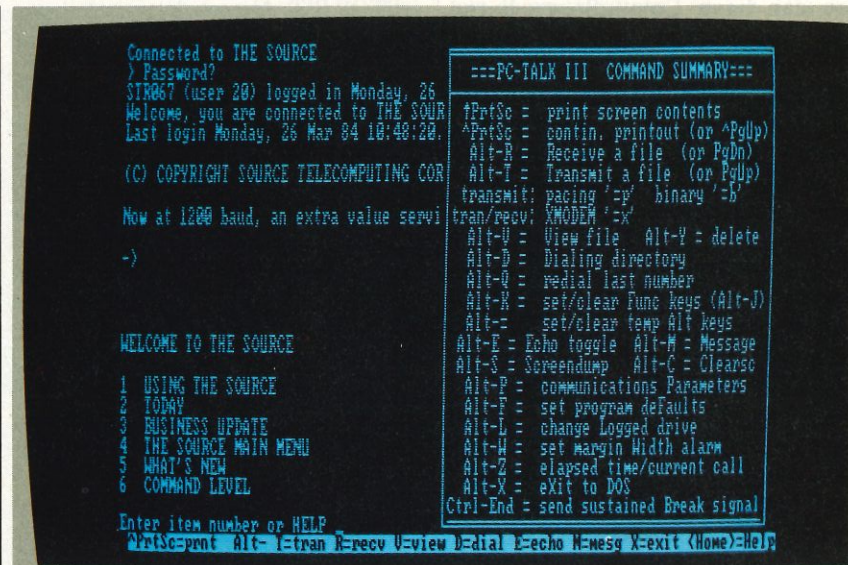 Connected to THE SOURCE
> Password?
STR067 (user 20) logged in Monday, 26
Welcome, you are connected to THE SOUR
Last login Monday, 26 Mar 84 10:48:20.
(C) COPYRIGHT SOURCE TELECOMPUTING COR
Now at 1200 baud, an extra value servi
->
WELCOME TO THE SOURCE
1 USING THE SOURCE
2 TODAY
3 BUSINESS UPDATE
4 THE SOURCE MAIN MENU
5 WHAT'S NEW
6 COMMAND LEVEL
Enter item number or HELP _
===PC-TALK III COMMAND SUMMARY===
↑PrtSc = print screen contents
^PrtSc = contin. printout (or ^PgUp)
Alt-R = Receive a file (or PgDn)
Alt-T = Transmit a file (or PgUp)
transmit: pacing '=p' binary '=b'
tran/recv: XMODEM '=x'
Alt-V = View file Alt-Y = delete
Alt-D = Dialing directory
Alt-Q = redial last number
Alt-K = set/clear Func keys (Alt-J)
Alt-= set/clear temp Alt keys
Alt-E = Echo toggle Alt-M = Message
Alt-S = Screendump Alt-C = Clearsc
Alt-P = communications Parameters
Alt-F = set program deFaults
Alt-L = change Logged drive
Alt-W = set margin Width alarm
Alt-Z = elapsed time/current call
Alt-X = eXit to DOS
Ctrl-End = send sustained Break signal
^PrtSc=prnt Alt- T=tran R=recv V=view D=dial E=echo M=mesg X=exit <Home>=Help